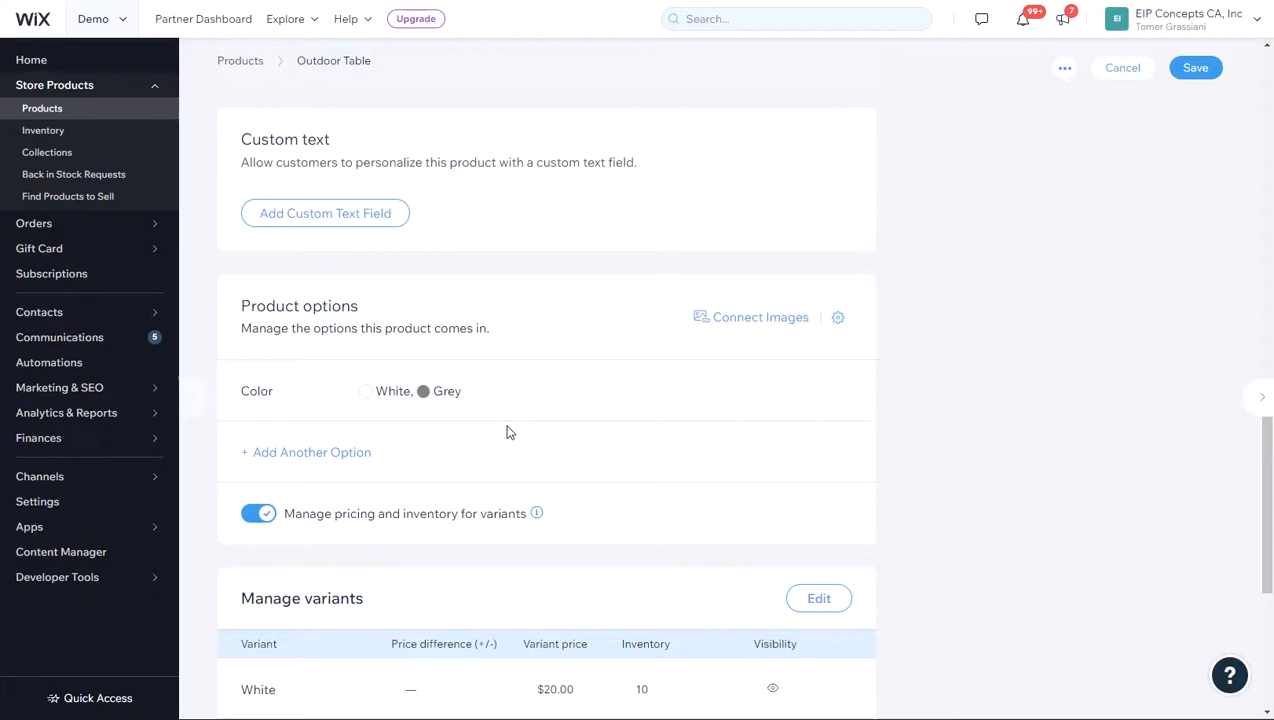 WiX
Demo
Partner Dashboard
Explore
Help
Upgrade
Search...
99+
7
EI
EIP Concepts CA, Inc
Tomer Grassiani
Home
Store Products
Products
Inventory
Collections
Back in Stock Requests
Find Products to Sell
Orders
Gift Card
Subscriptions
Contacts
Communications
5
Automations
Marketing & SEO
Analytics & Reports
Finances
Channels
Settings
Apps
Content Manager
Developer Tools
Quick Access
Products
Outdoor Table
Cancel
Save
Custom text
Allow customers to personalize this product with a custom text field.
Add Custom Text Field
Product options
Manage the options this product comes in.
Connect Images
Color
White, Grey
+ Add Another Option
Manage pricing and inventory for variants
Manage variants
Edit
Variant
Price difference (+/-)
Variant price
Inventory
Visibility
White
—
$20.00
10
?